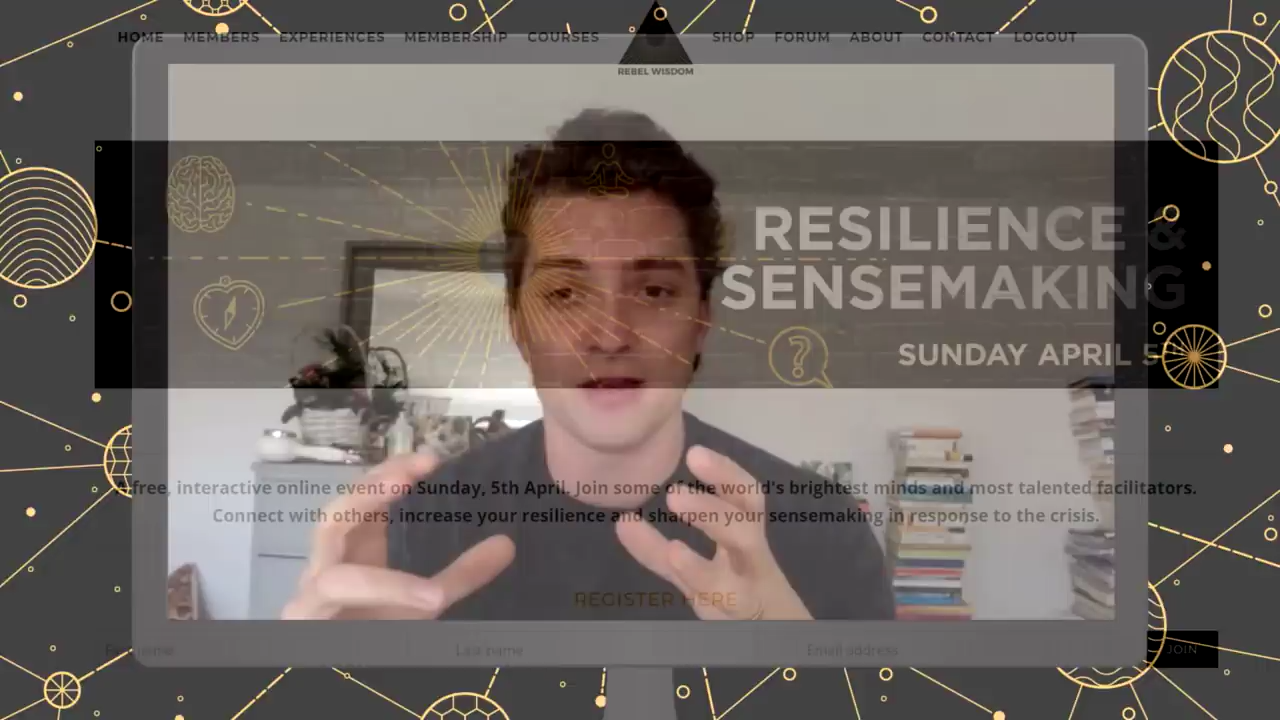 HOME MEMBERS EXPERIENCES MEMBERSHIP COURSES SHOP FORUM ABOUT CONTACT LOGOUT
REBEL WISDOM
RESILIENCE &
SENSEMAKING
SUNDAY APRIL 5
A free, interactive online event on Sunday, 5th April. Join some of the world's brightest minds and most talented facilitators.
Connect with others, increase your resilience and sharpen your sensemaking in response to the crisis.
REGISTER HERE
First name Last name Email address JOIN